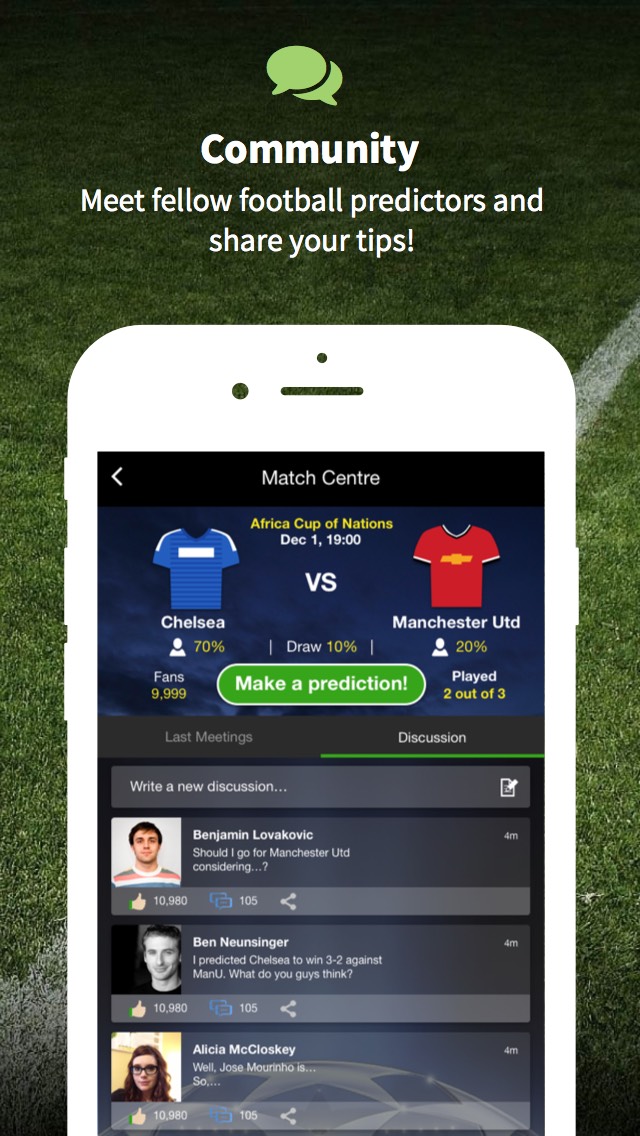 Community
Meet fellow football predictors and
share your tips!
Match Centre
Africa Cup of Nations
Dec 1, 19:00
VS
Chelsea
Manchester Utd
70% | Draw 10% | 20%
Fans
9,999
Make a prediction!
Played
2 out of 3
Last Meetings
Discussion
Write a new discussion...
Benjamin Lovakovic
4m
Should I go for Manchester Utd
considering...?
10,980
105
Ben Neunsinger
4m
I predicted Chelsea to win 3-2 against
ManU. What do you guys think?
10,980
105
Alicia McCloskey
4m
Well, Jose Mourinho is...
So,...
10,980
105